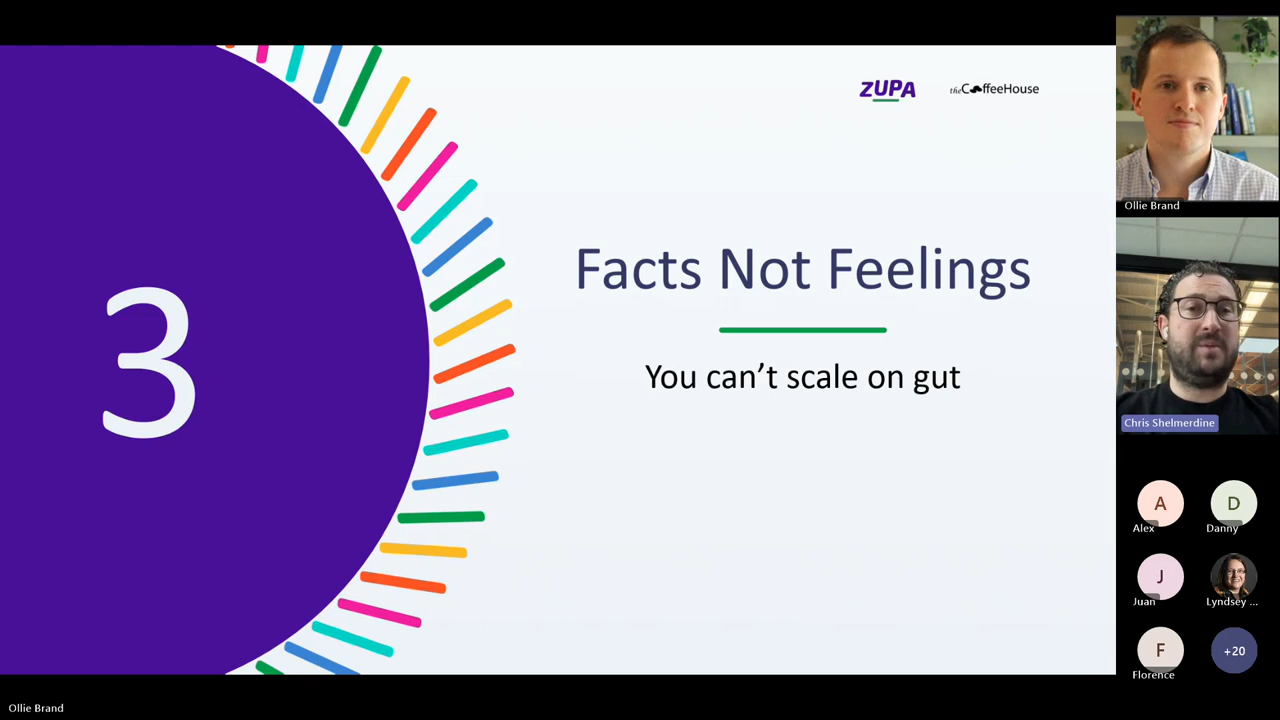 3
ZUPA
theCoffeeHouse
Facts Not Feelings
You can’t scale on gut
Ollie Brand
Chris Shelmerdine
A
Alex
D
Danny
J
Juan
Lyndsey ...
F
Florence
+20
Ollie Brand